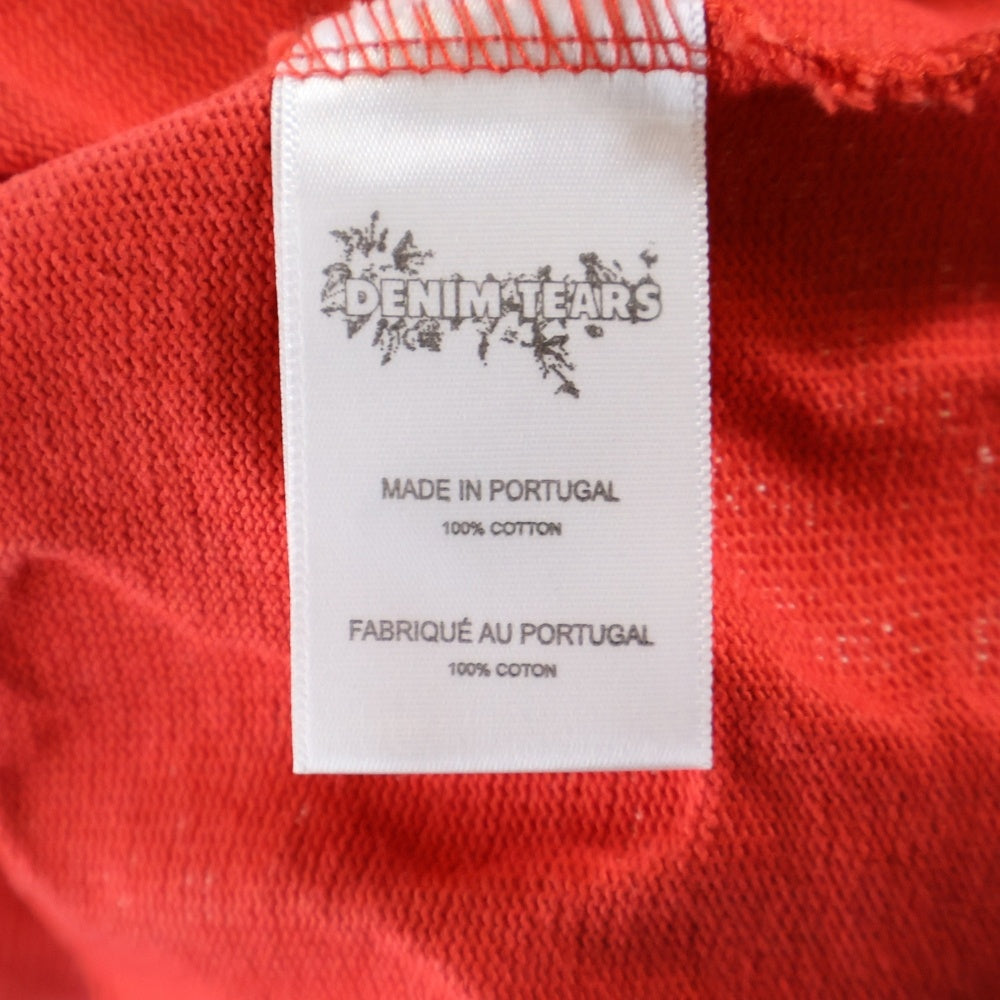 DENIM TEARS
MADE IN PORTUGAL
100% COTTON
FABRIQUÉ AU PORTUGAL
100% COTON